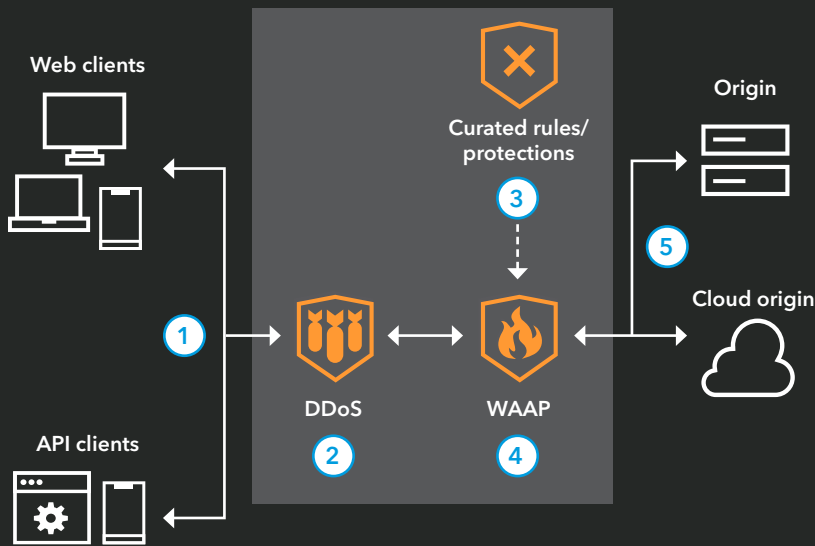 Web clients
Curated rules/
protections
Origin
3
5
Cloud origin
1
DDoS
WAAP
2
4
API clients